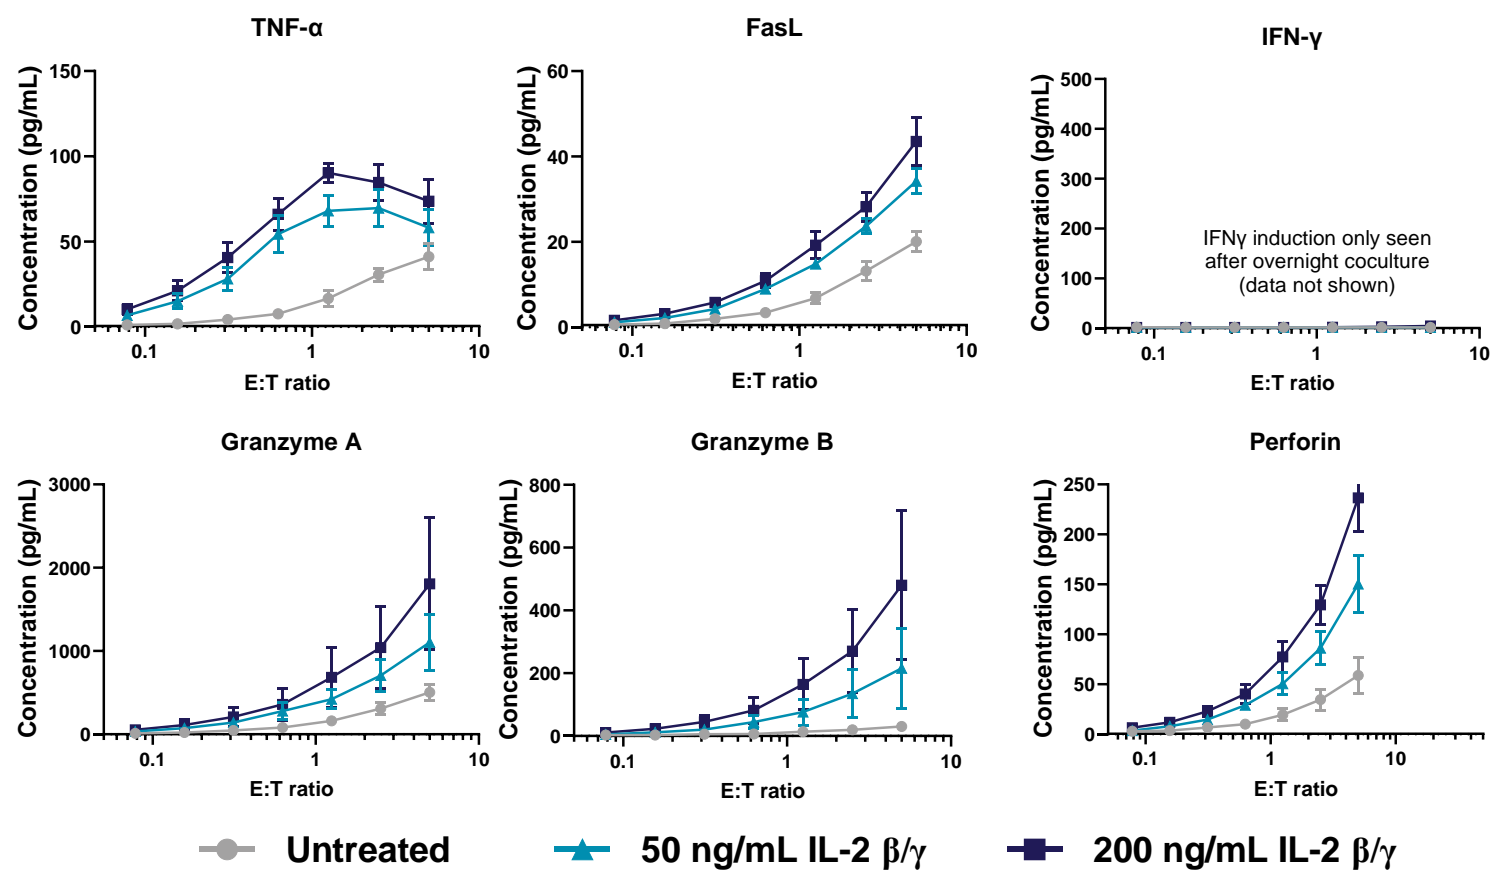 TNF-α
Concentration (pg/mL)
150
100
50
0
0.1
1
10
E:T ratio
FasL
Concentration (pg/mL)
60
40
20
0
0.1
1
10
E:T ratio
IFN-γ
Concentration (pg/mL)
500
400
300
200
100
0
IFNγ induction only seen
after overnight coculture
(data not shown)
0.1
1
10
E:T ratio
Granzyme A
Concentration (pg/mL)
3000
2000
1000
0
0.1
1
10
E:T ratio
Granzyme B
Concentration (pg/mL)
800
600
400
200
0
0.1
1
10
E:T ratio
Perforin
Concentration (pg/mL)
250
200
150
100
50
0
0.1
1
10
E:T ratio
Untreated
50 ng/mL IL-2 β/γ
200 ng/mL IL-2 β/γ